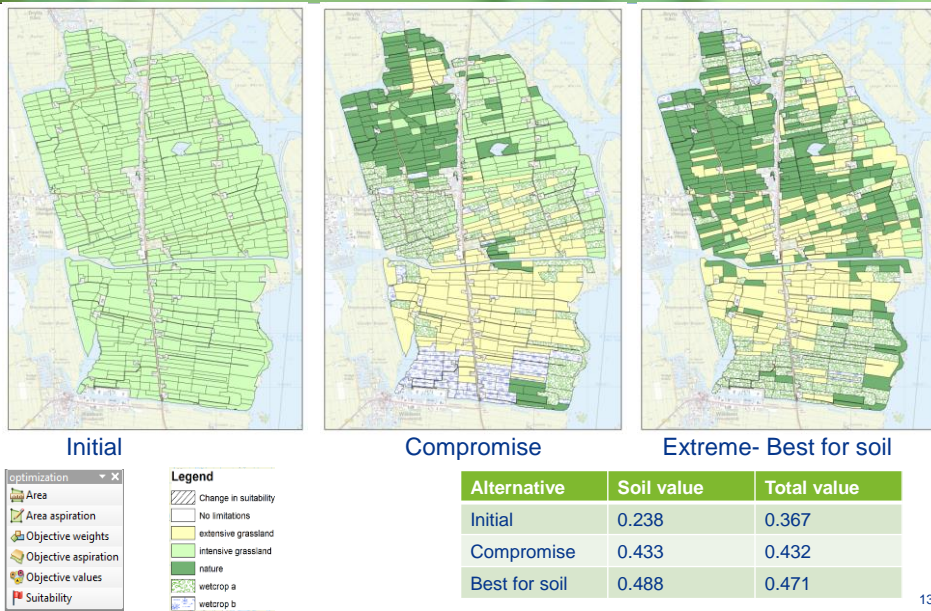 Initial
Compromise
Extreme- Best for soil
optimization
Area
Area aspiration
Objective weights
Objective aspiration
Objective values
Suitability
Legend
Change in suitability
No limitations
extensive grassland
intensive grassland
nature
wetcrop a
wetcrop b
Alternative Soil value Total value
Initial 0.238 0.367
Compromise 0.433 0.432
Best for soil 0.488 0.471
13